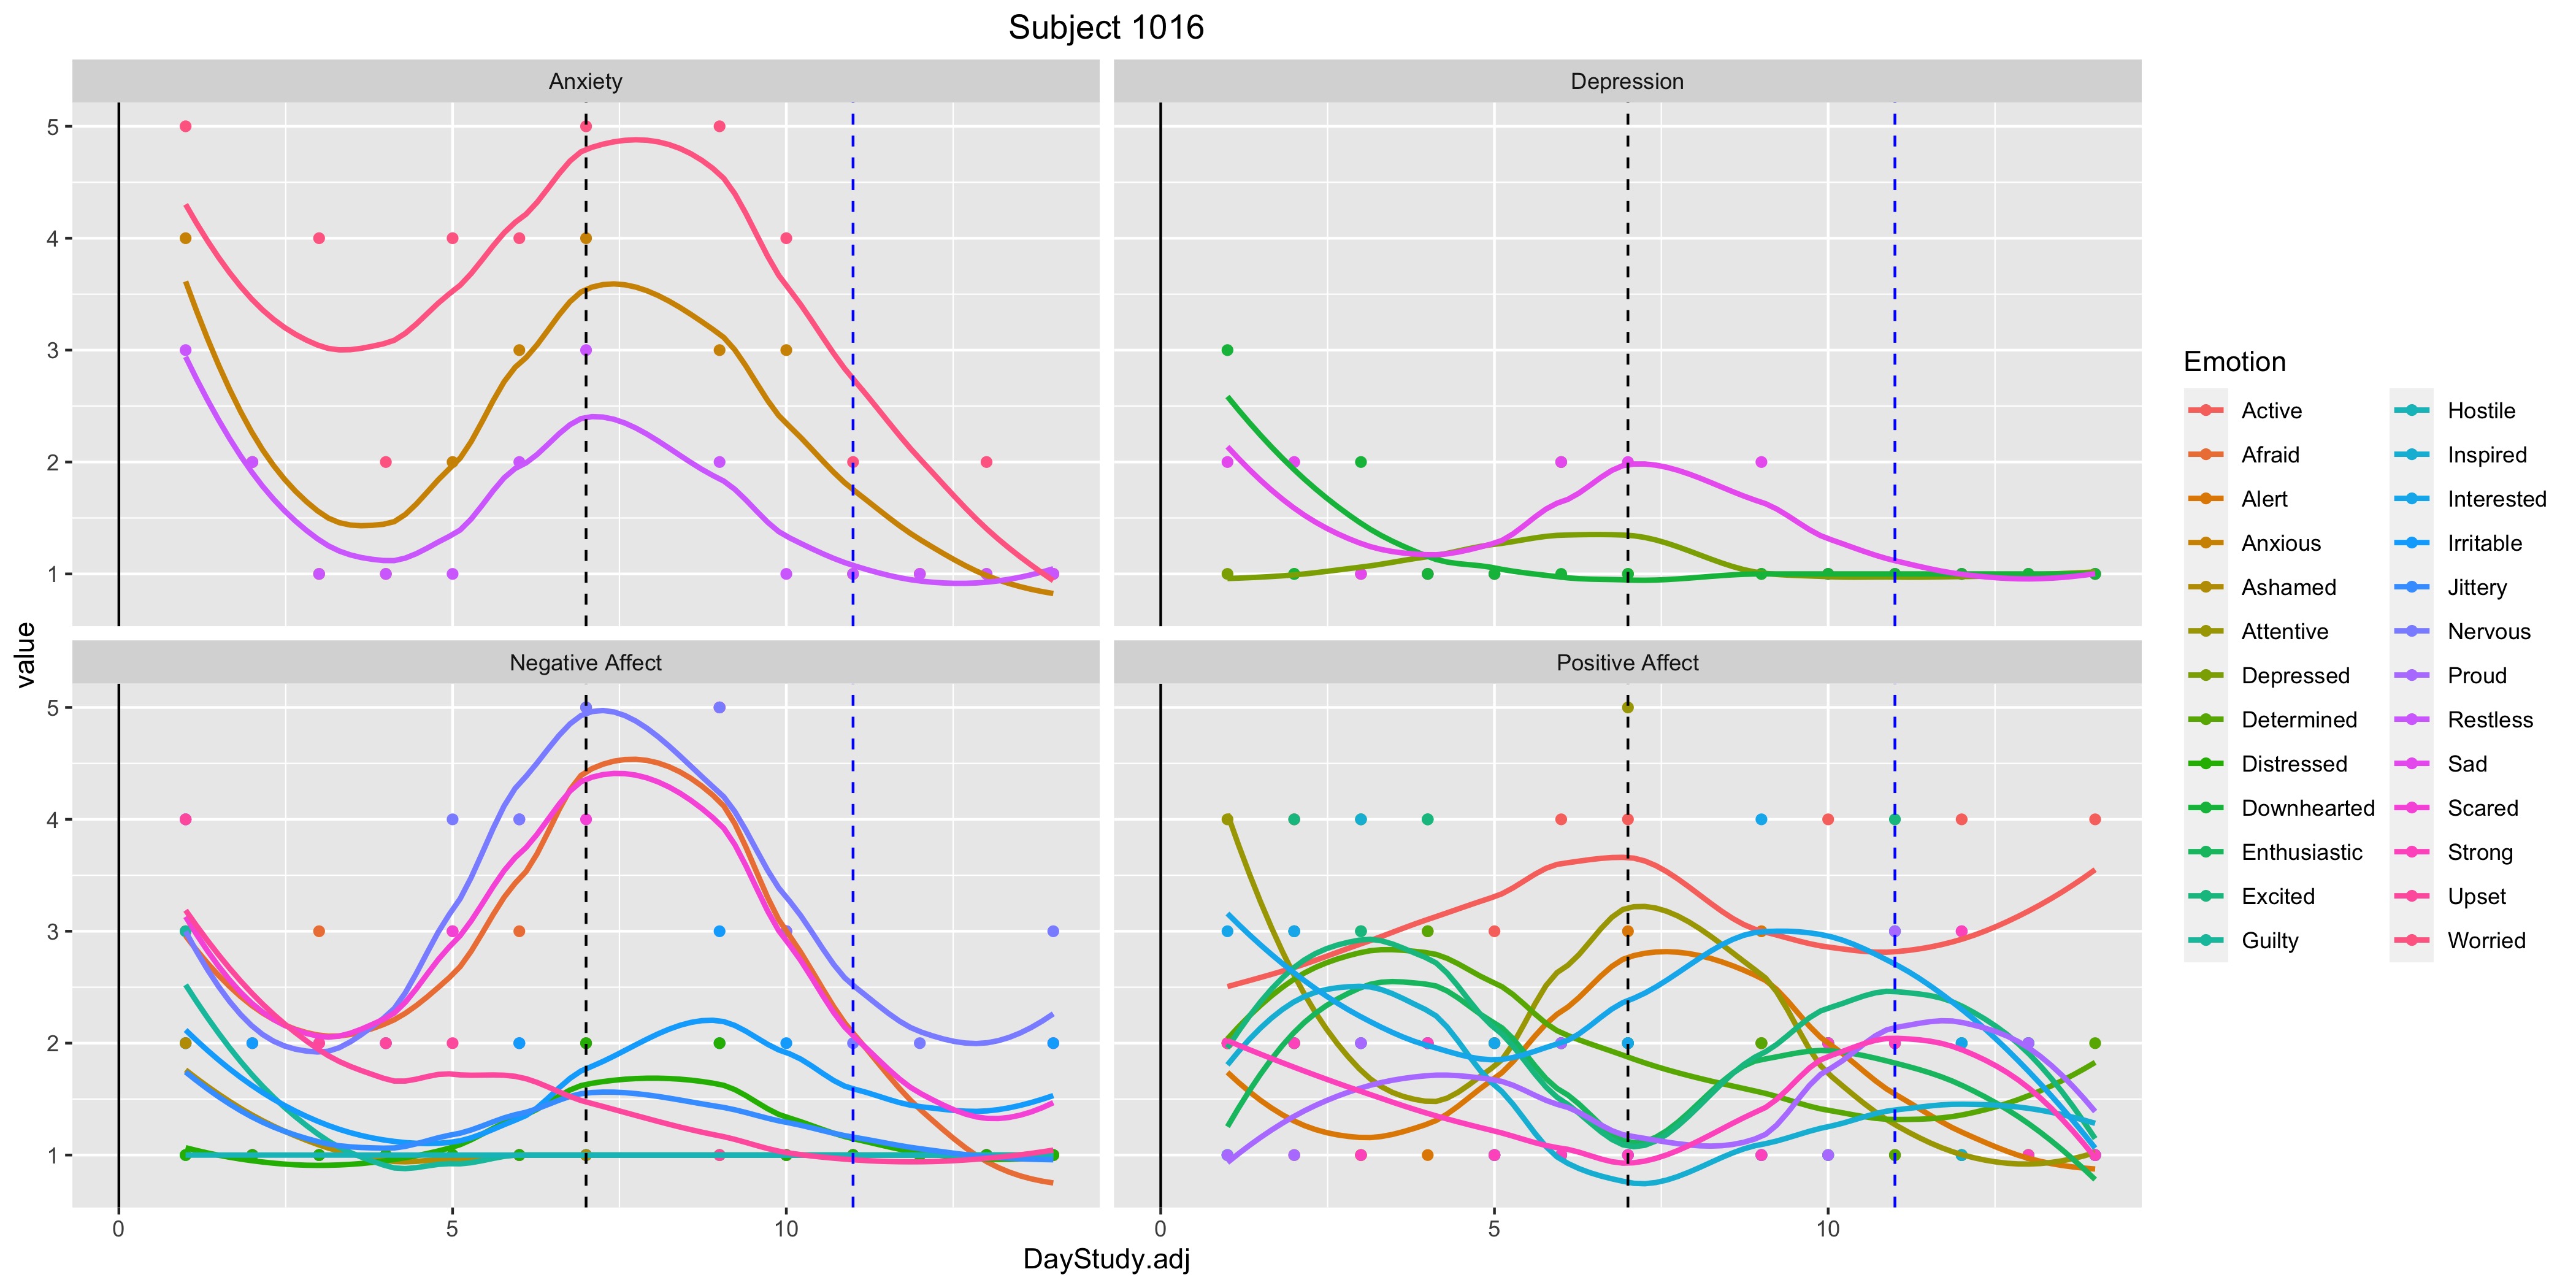 Subject 1016
Anxiety
Depression
5
4
3
2
1
Negative Affect
Positive Affect
5
4
3
2
1
0
5
10
0
5
10
value
DayStudy.adj
Emotion
Active
Afraid
Alert
Anxious
Ashamed
Attentive
Depressed
Determined
Distressed
Downhearted
Enthusiastic
Excited
Guilty
Hostile
Inspired
Interested
Irritable
Jittery
Nervous
Proud
Restless
Sad
Scared
Strong
Upset
Worried